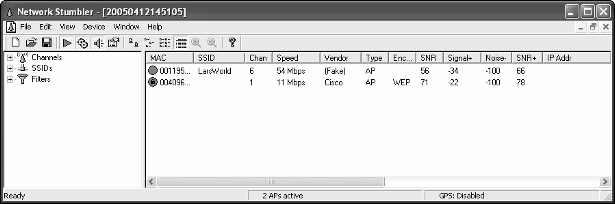 Network Stumbler - [20050412145105]
File Edit View Device Window Help
Channels
SSIDs
Filters
MAC SSID Chan Speed Vendor Type Enc... SNR Signal+ Noise- SNR+ IP Addr
001195... LarsWorld 6 54 Mbps (Fake) AP 56 -34 -100 66
004096... 1 11 Mbps Cisco AP WEP 71 -22 -100 78
Ready 2 APs active GPS: Disabled